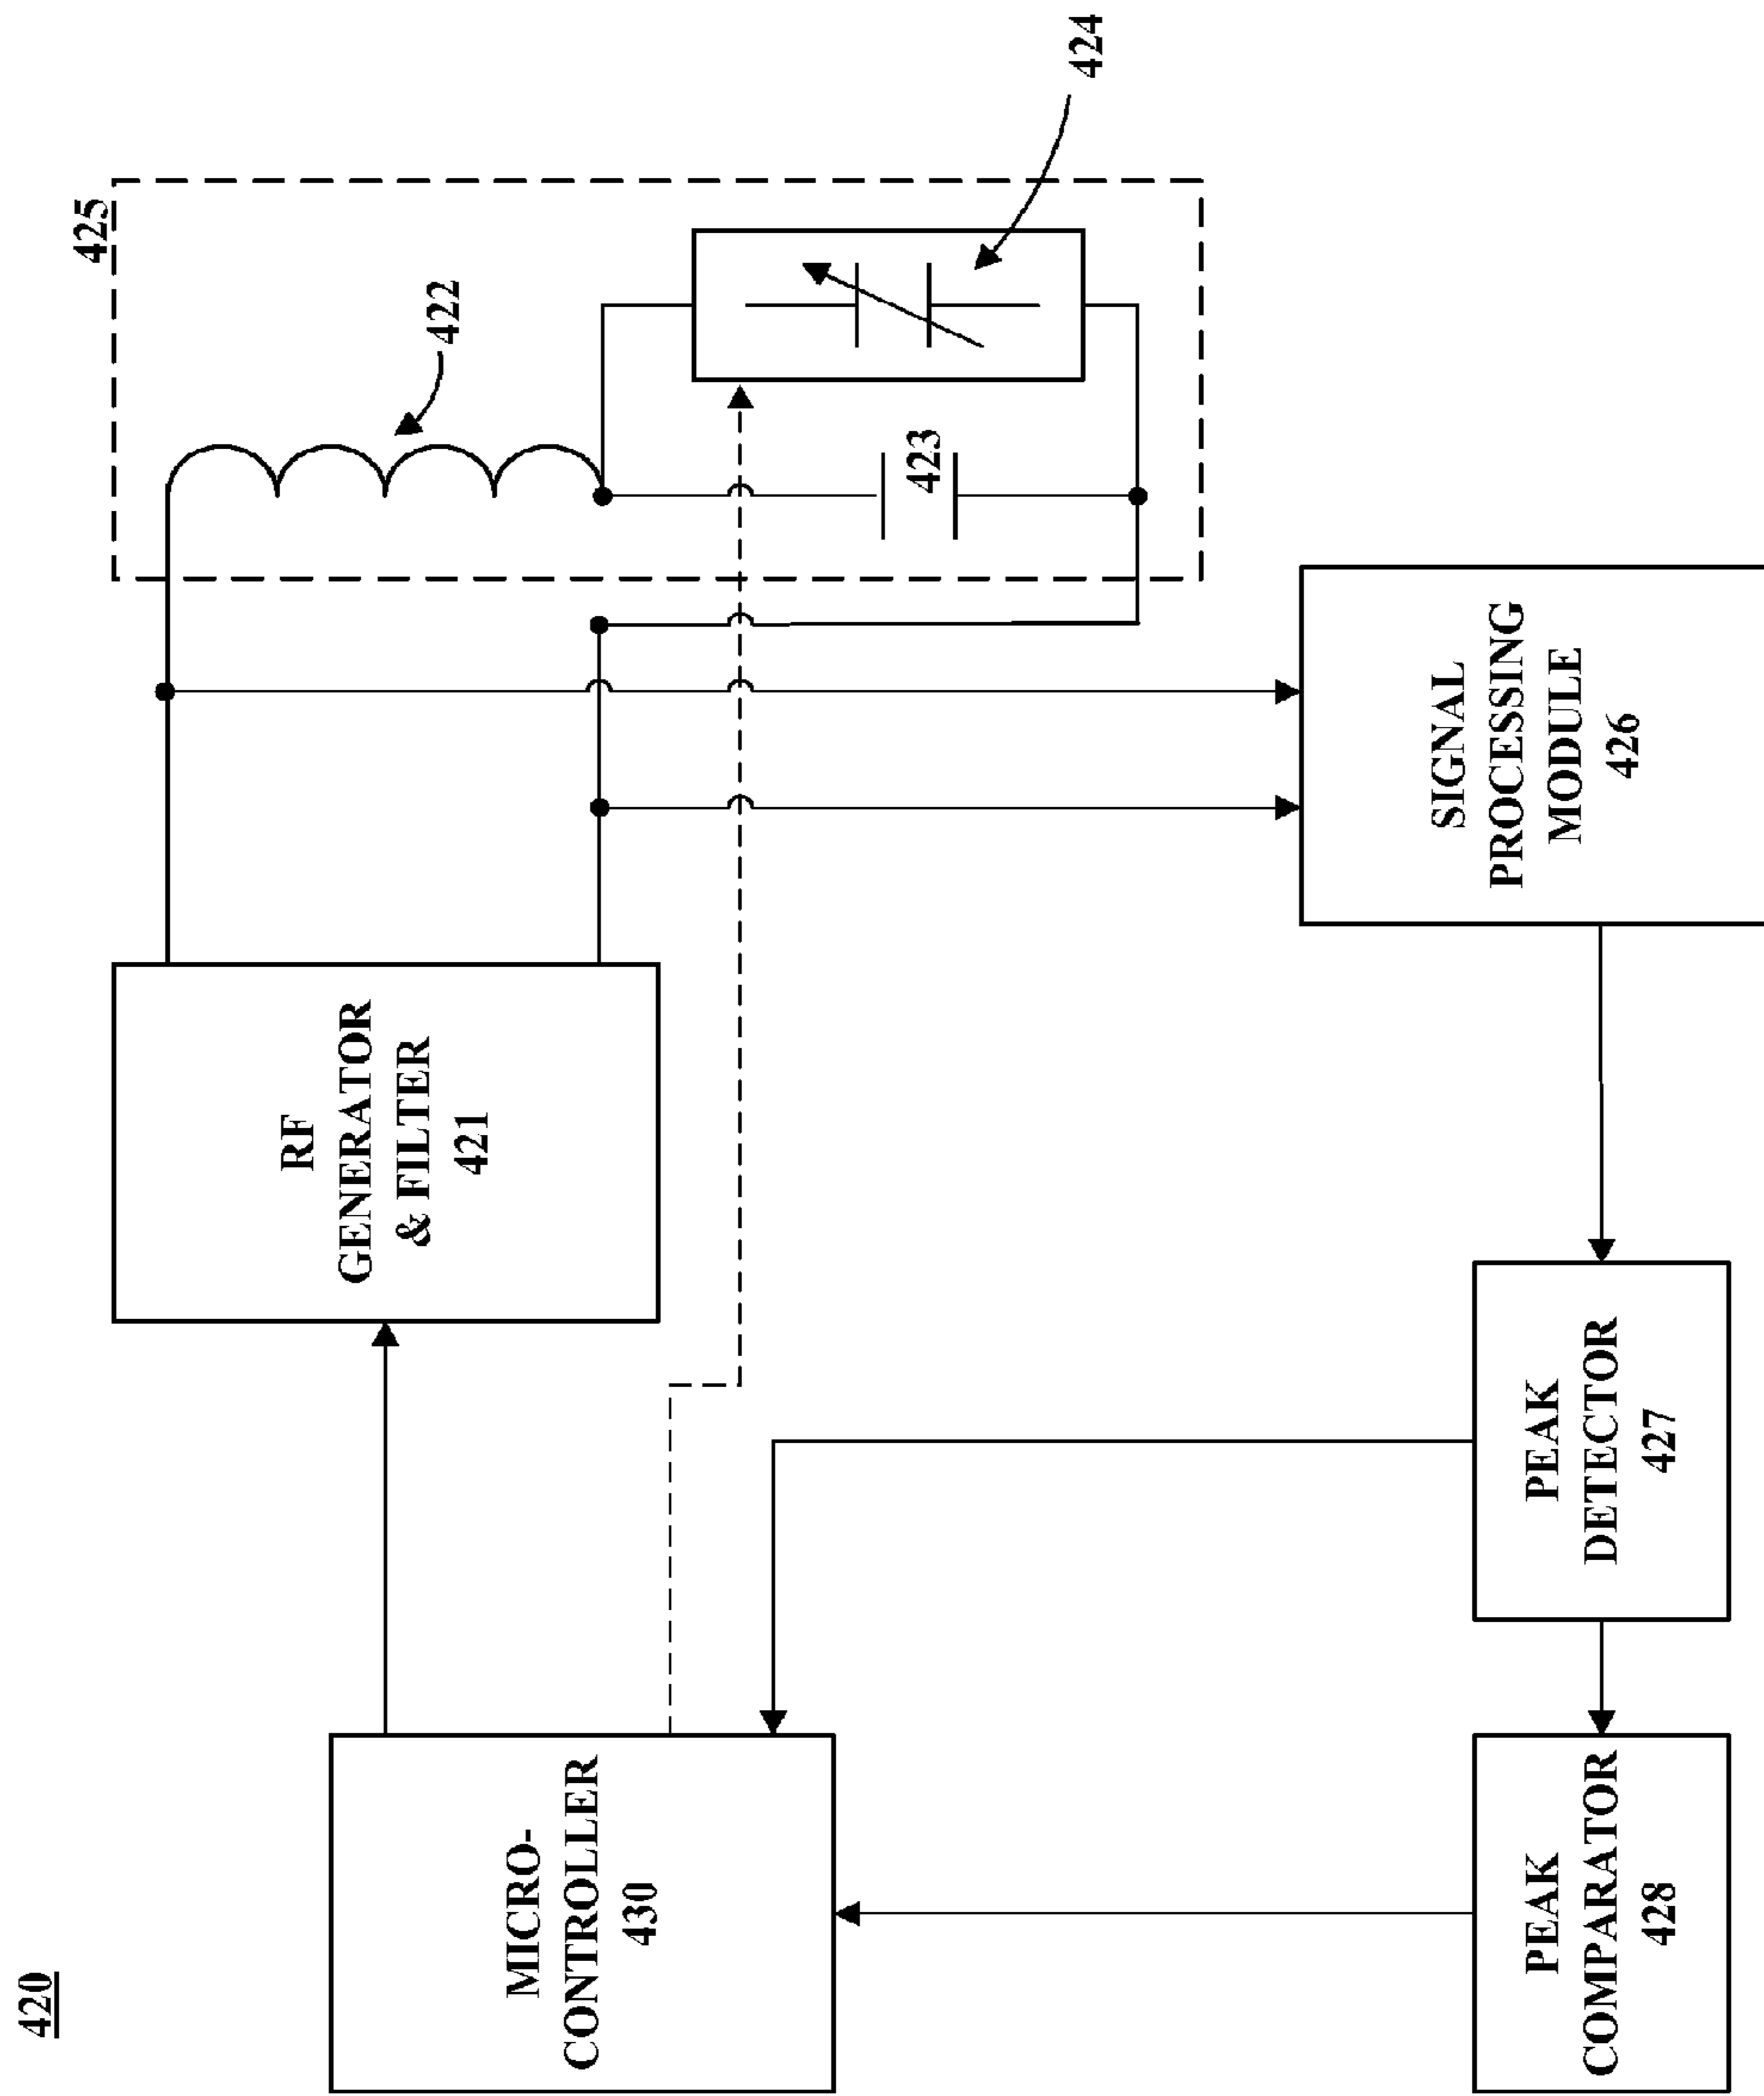 420
MICRO-
CONTROLLER
430
RF
GENERATOR
& FILTER
421
425
422
423
424
PEAK
COMPARATOR
428
PEAK
DETECTOR
427
SIGNAL
PROCESSING
MODULE
426